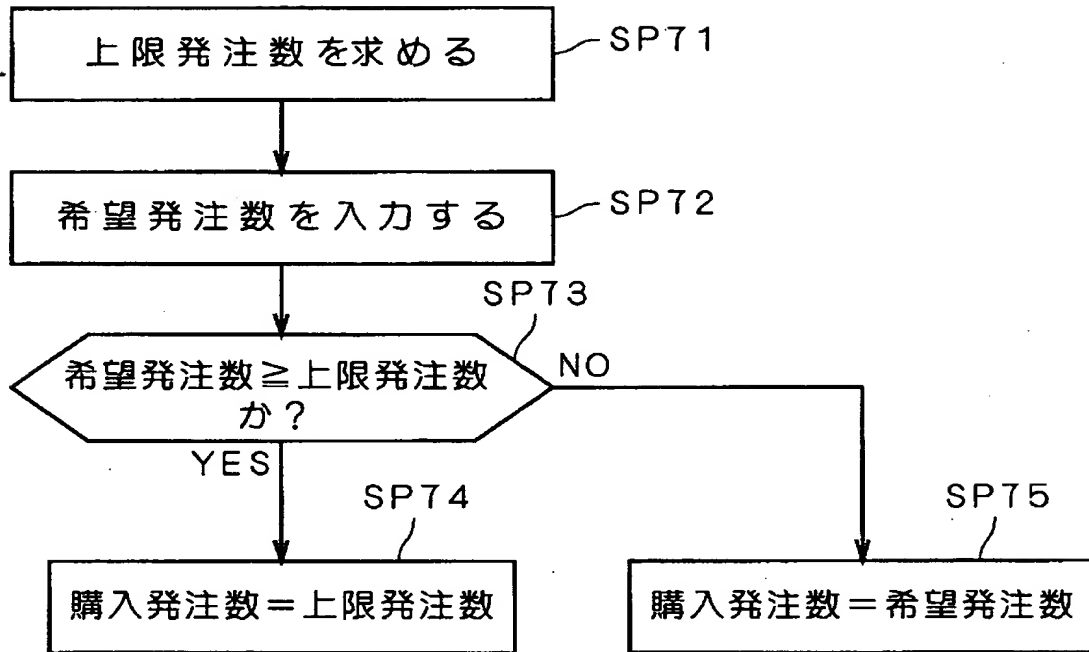 上限発注数を求める
SP71
希望発注数を入力する
SP72
SP73
希望発注数≧上限発注数
か?
NO
YES
SP74
SP75
購入発注数=上限発注数
購入発注数=希望発注数